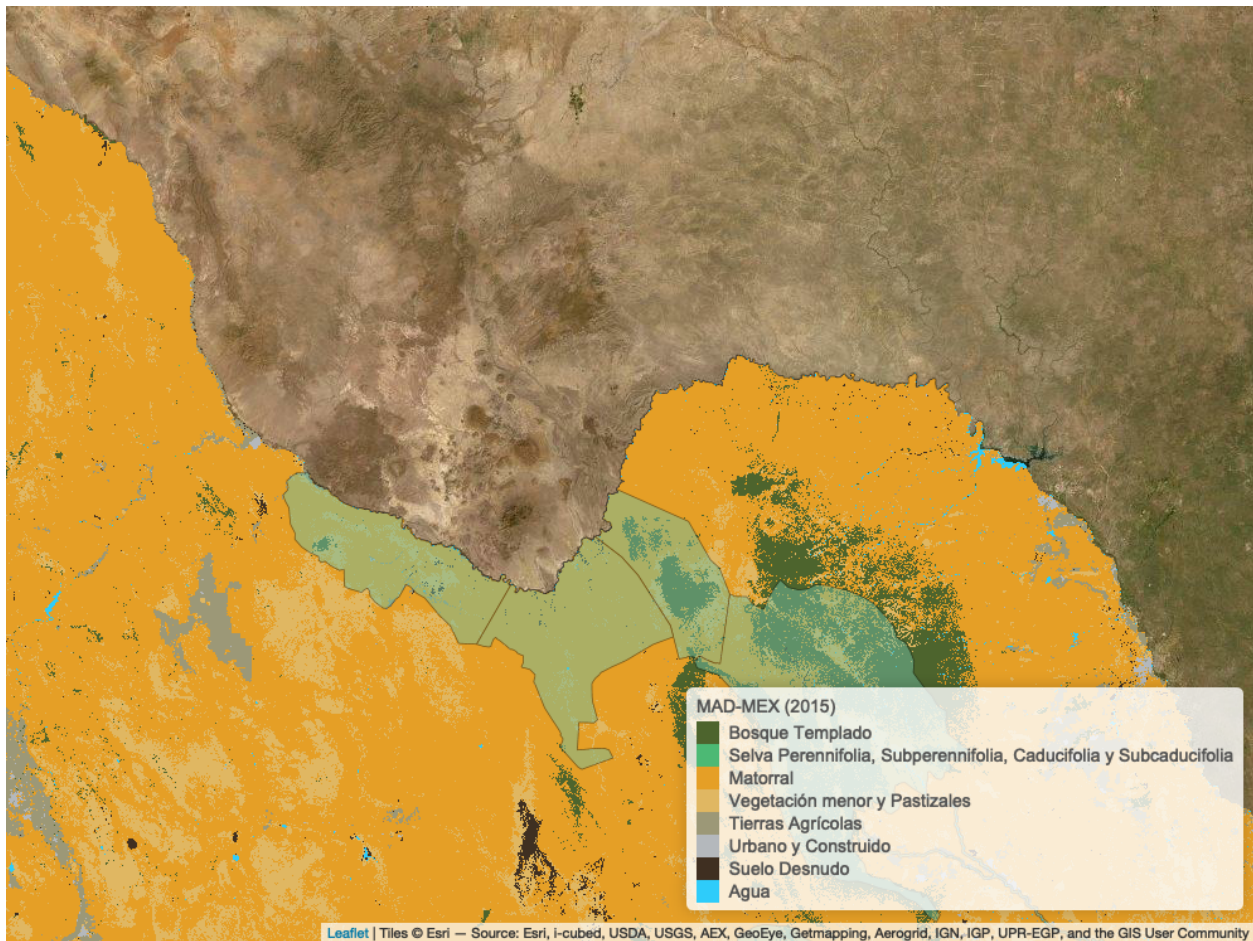 MAD-MEX (2015)
Bosque Templado
Selva Perennifolia, Subperennifolia, Caducifolia y Subcaducifolia
Matorral
Vegetación menor y Pastizales
Tierras Agrícolas
Urbano y Construido
Suelo Desnudo
Agua
Leaflet | Tiles © Esri — Source: Esri, i-cubed, USDA, USGS, AEX, GeoEye, Getmapping, Aerogrid, IGN, IGP, UPR-EGP, and the GIS User Community